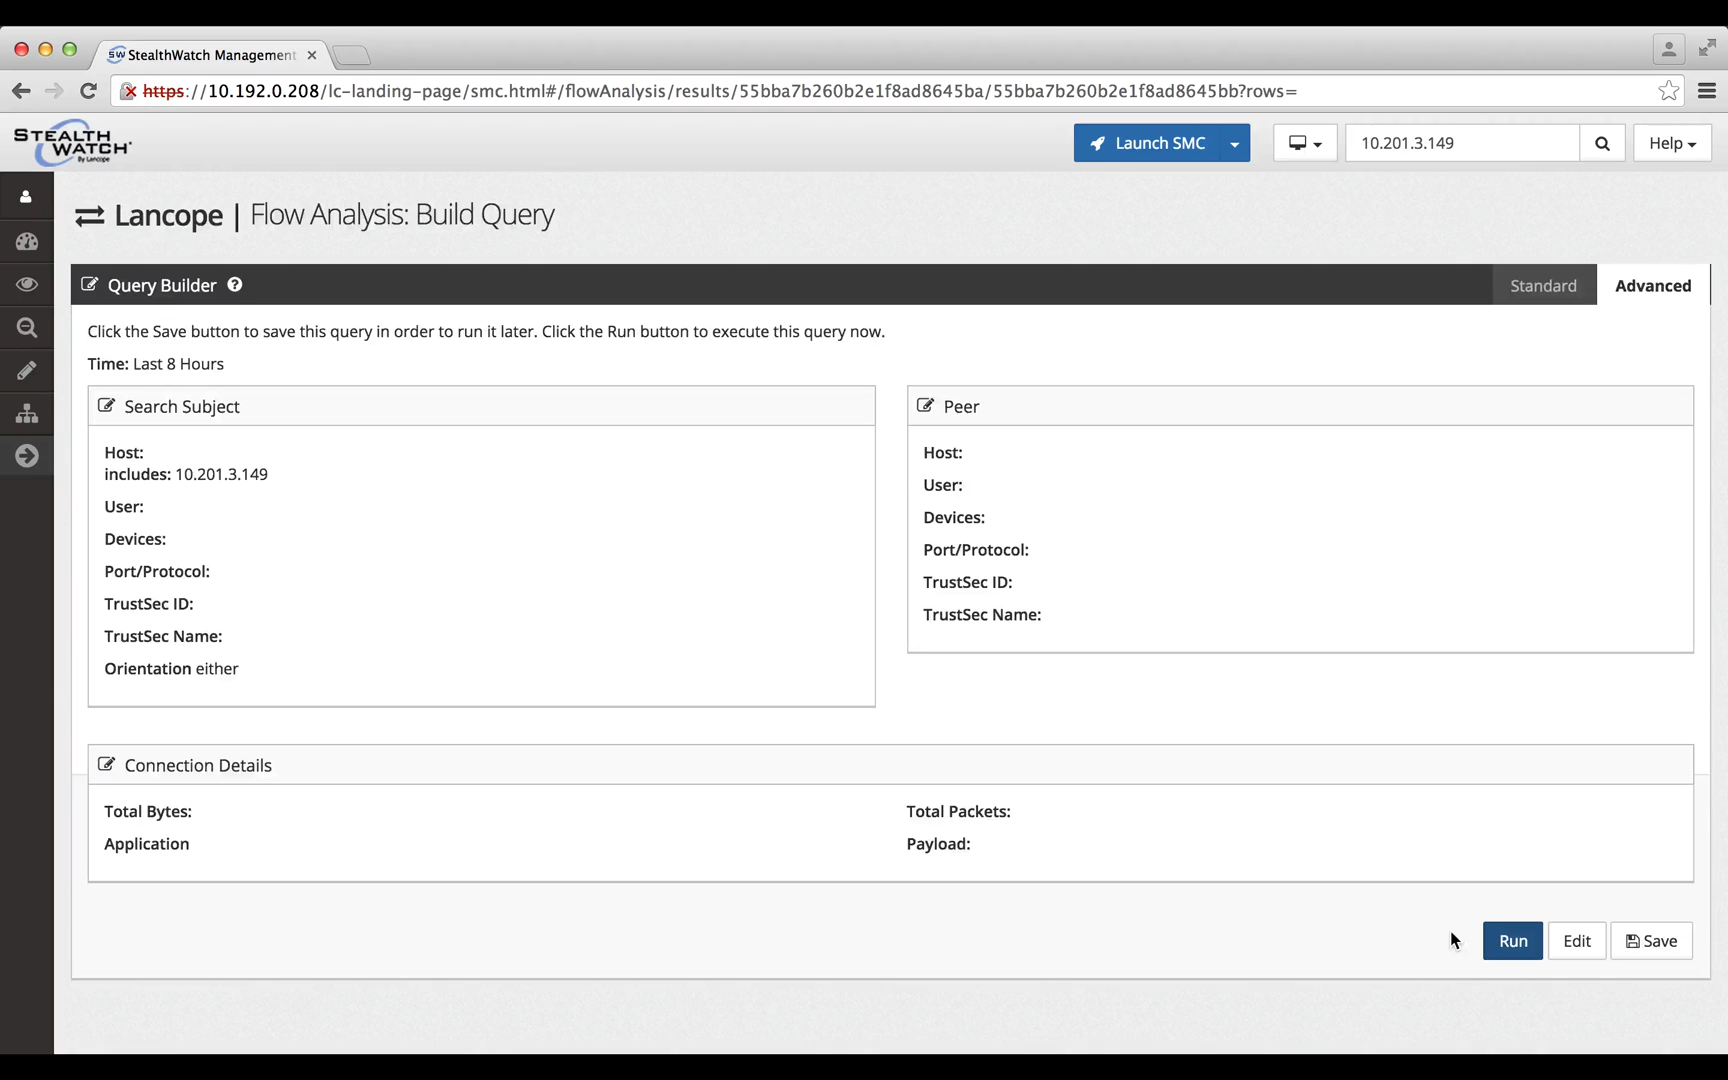 StealthWatch Management
https://10.192.0.208/lc-landing-page/smc.html#/flowAnalysis/results/55bba7b260b2e1f8ad8645ba/55bba7b260b2e1f8ad8645bb?rows=
STEALTH
WATCH
By Lancope
Launch SMC
10.201.3.149
Help
Lancope | Flow Analysis: Build Query
Query Builder
Standard
Advanced
Click the Save button to save this query in order to run it later. Click the Run button to execute this query now.
Time: Last 8 Hours
Search Subject
Host:
includes: 10.201.3.149
User:
Devices:
Port/Protocol:
TrustSec ID:
TrustSec Name:
Orientation either
Peer
Host:
User:
Devices:
Port/Protocol:
TrustSec ID:
TrustSec Name:
Connection Details
Total Bytes:
Total Packets:
Application
Payload:
Run
Edit
Save